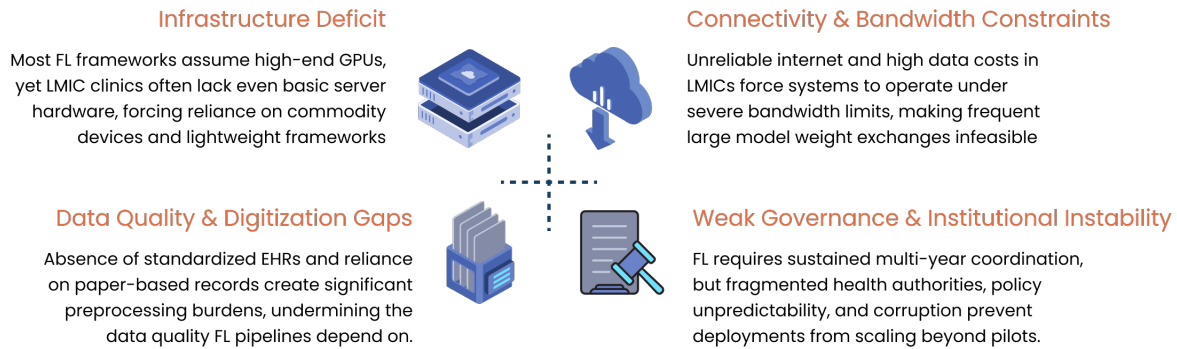 Infrastructure Deficit
Most FL frameworks assume high-end GPUs,
yet LMIC clinics often lack even basic server
hardware, forcing reliance on commodity
devices and lightweight frameworks
Connectivity & Bandwidth Constraints
Unreliable internet and high data costs in
LMICs force systems to operate under
severe bandwidth limits, making frequent
large model weight exchanges infeasible
Data Quality & Digitization Gaps
Absence of standardized EHRs and reliance
on paper-based records create significant
preprocessing burdens, undermining the
data quality FL pipelines depend on.
Weak Governance & Institutional Instability
FL requires sustained multi-year coordination,
but fragmented health authorities, policy
unpredictability, and corruption prevent
deployments from scaling beyond pilots.